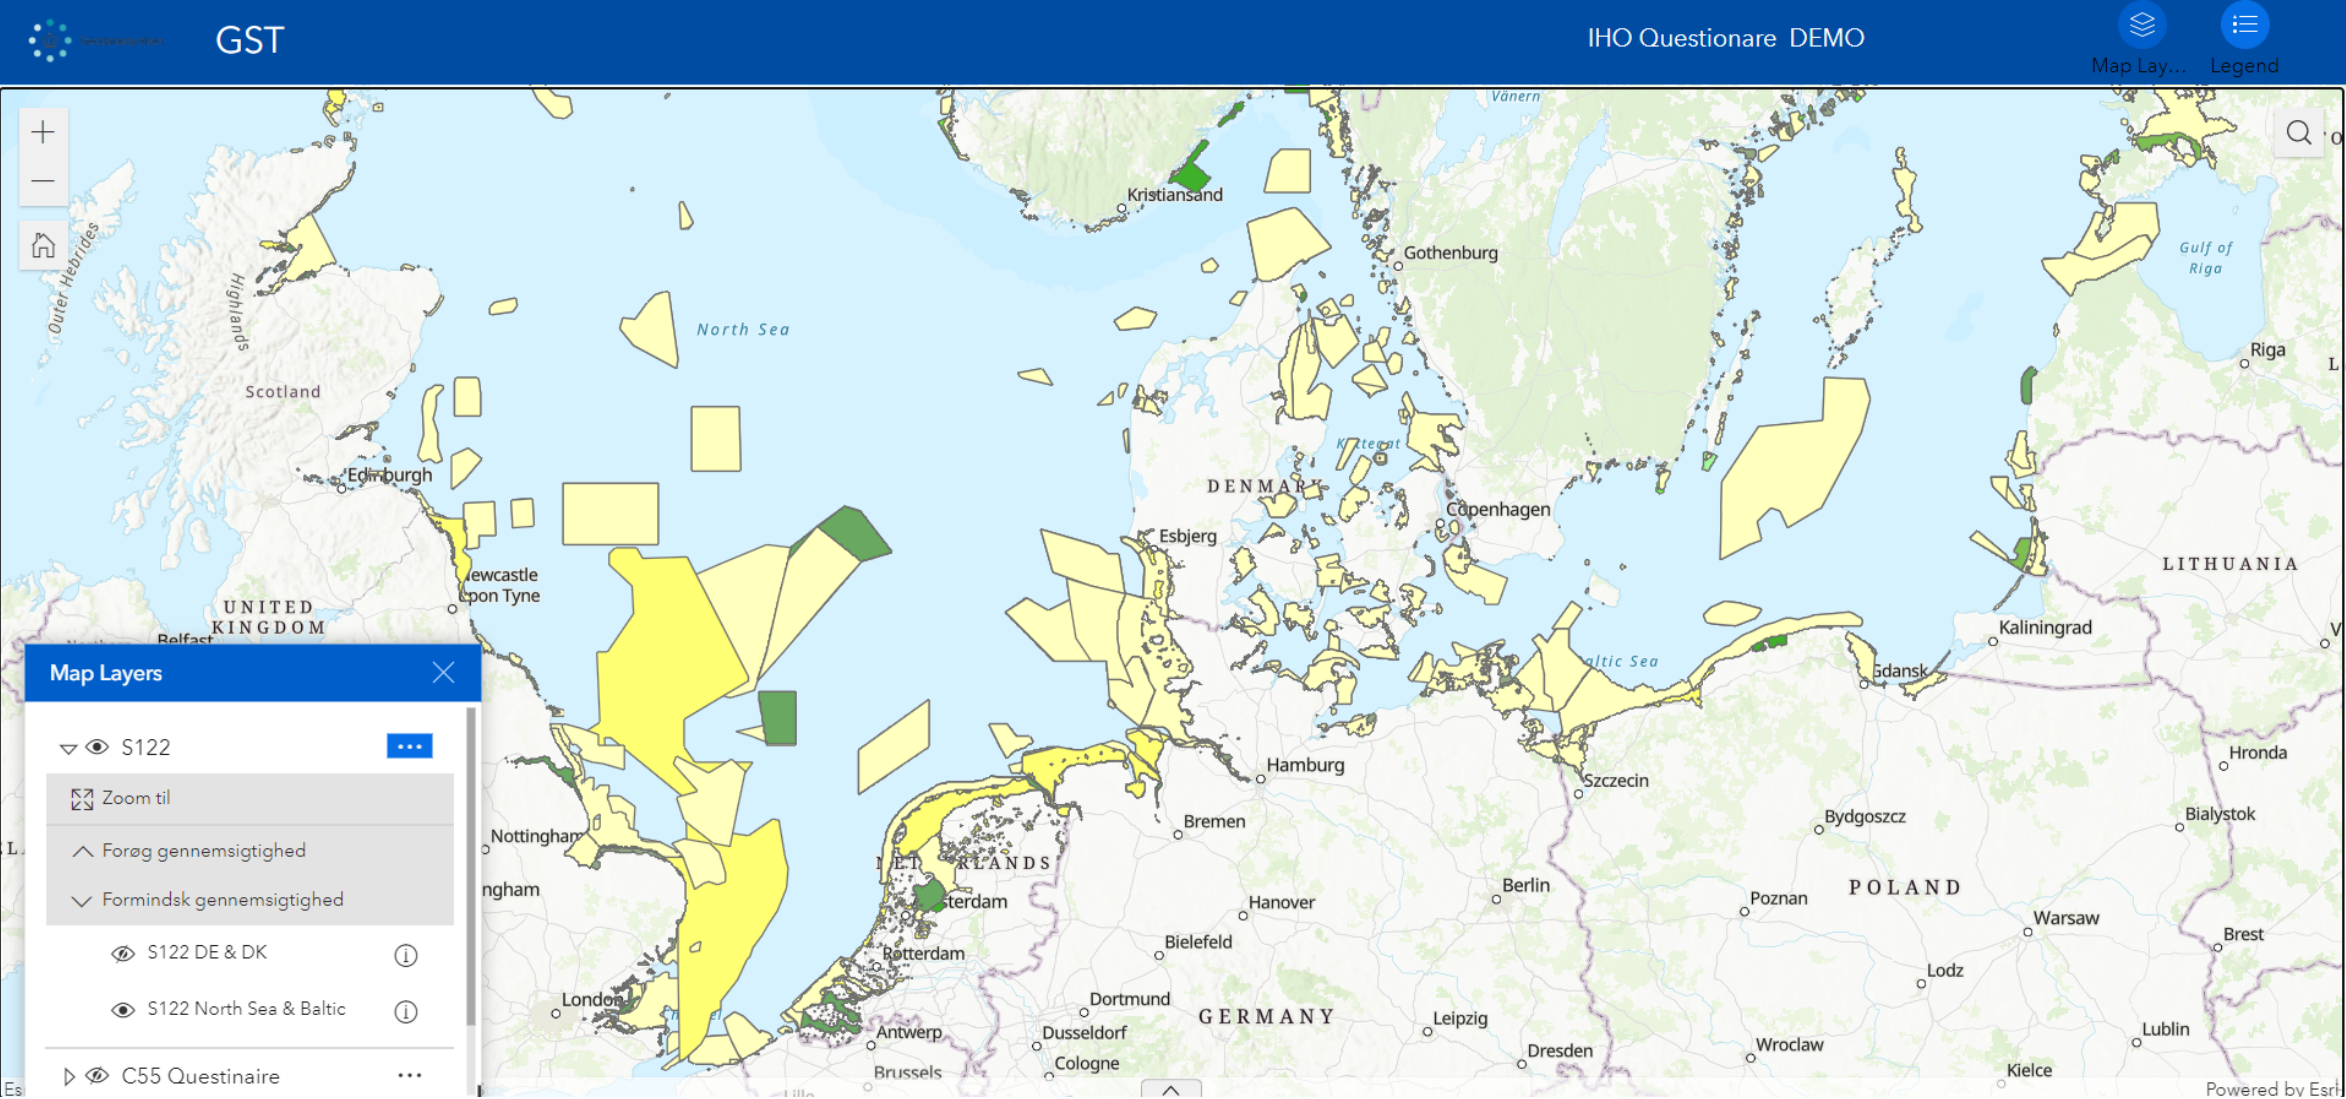 GST
IHO Questionare DEMO
Map Lay...
Legend
Vänern
Kristiansand
Outer Hebrides
Highlands
Gothenburg
Gulf of
Riga
North Sea
Riga
Scotland
Edinburgh
DENMARK
Copenhagen
Esbjerg
LITHUANIA
Newcastle
upon Tyne
UNITED
KINGDOM
Belfast
Kaliningrad
Map Layers
Baltic Sea
Gdansk
S122
Hronda
Hamburg
Szczecin
Zoom til
Bydgoszcz
Bialystok
Bremen
Nottingham
Forøg gennemsigtighed
NETHERLANDS
ngham
Berlin
POLAND
Formindsk gennemsigtighed
sterdam
Hanover
Poznan
Warsaw
Brest
S122 DE & DK
Bielefeld
Rotterdam
Lodz
London
Dortmund
S122 North Sea & Baltic
GERMANY
Leipzig
Antwerp
Dusseldorf
Lublin
Wroclaw
Dresden
Cologne
Brussels
Kielce
C55 Questinaire
Lille
Powered by Esri